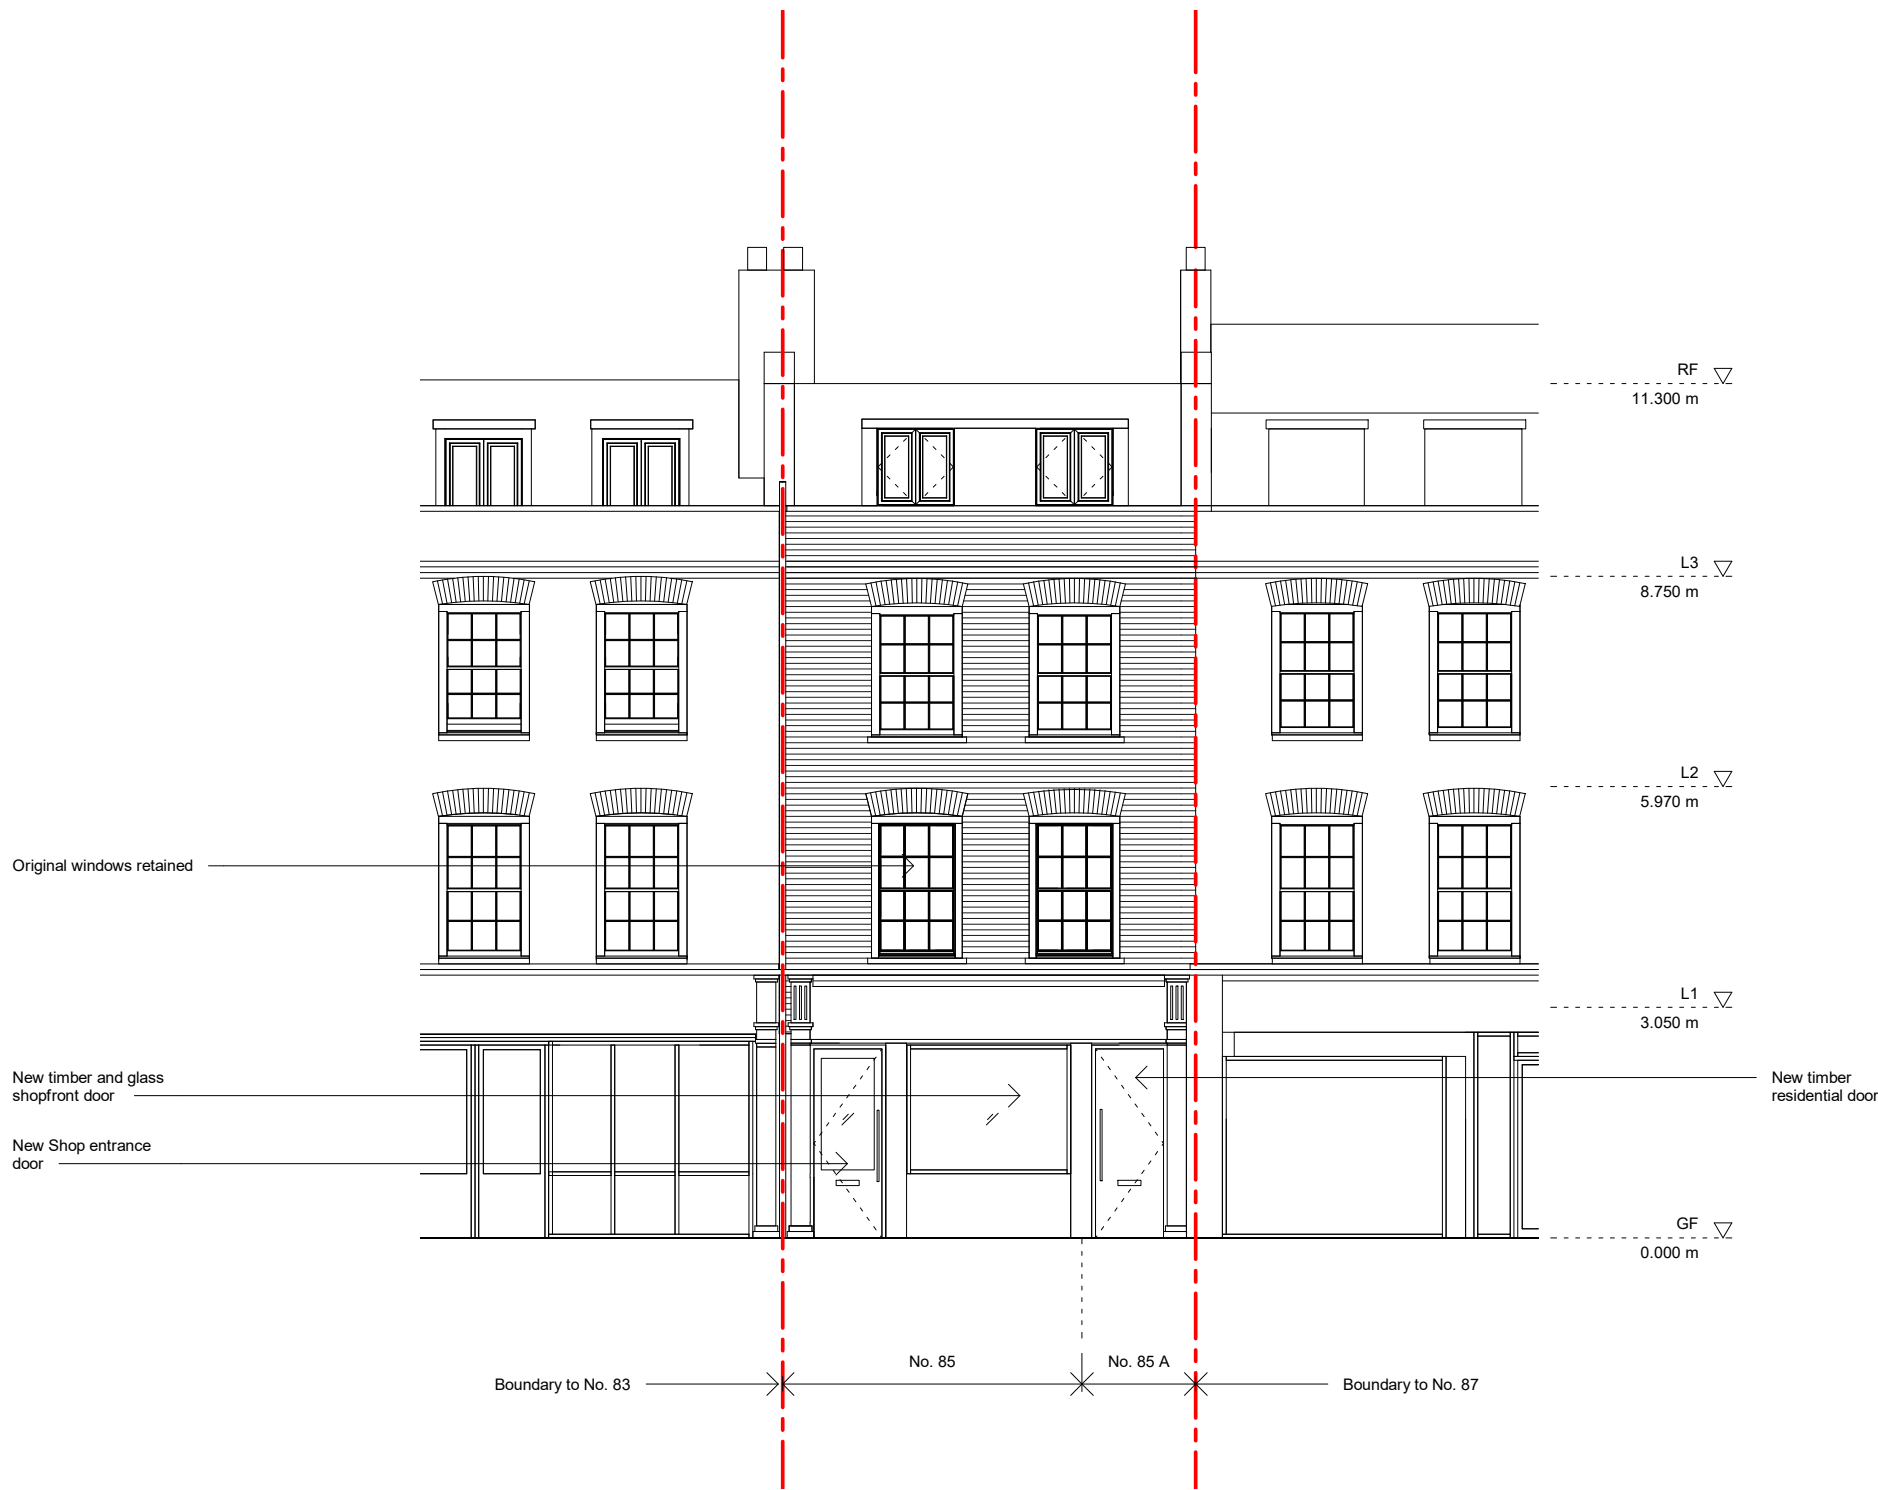 RF
11.300 m
L3
8.750 m
L2
5.970 m
Original windows retained
L1
3.050 m
New timber and glass
shopfront door
New timber
residential door
New Shop entrance
door
GF
0.000 m
No. 85
No. 85 A
Boundary to No. 83
Boundary to No. 87